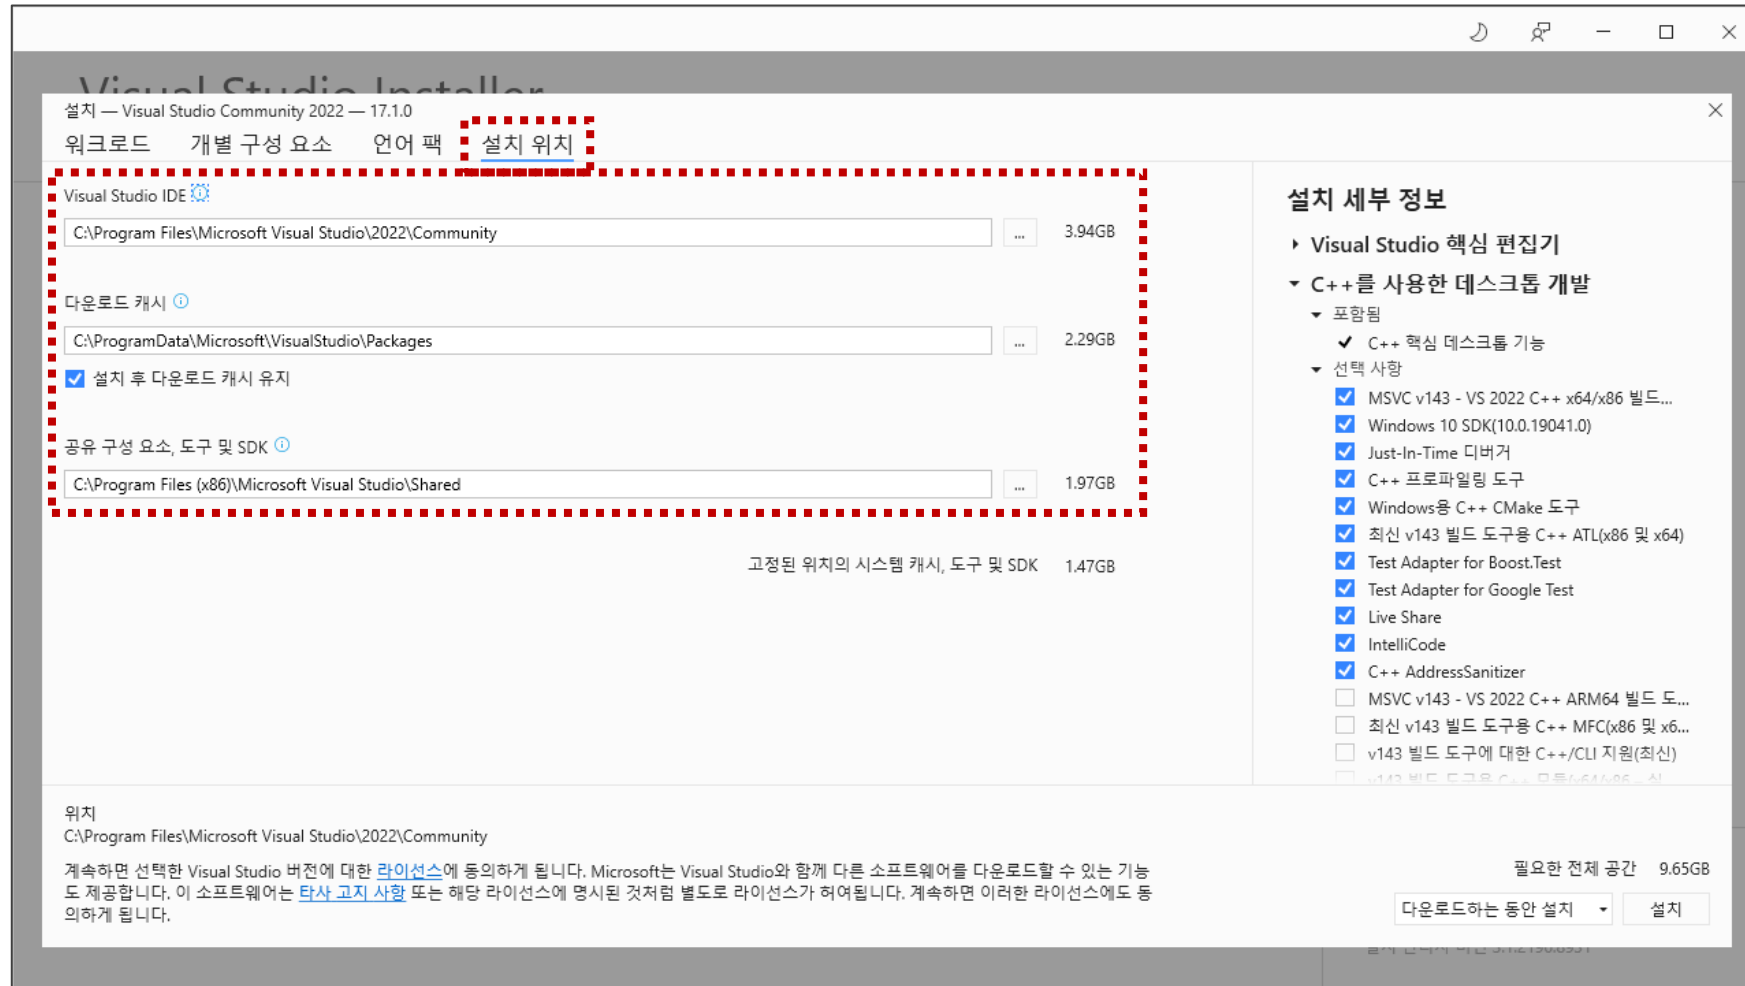 Visual Studio Installer
설치 — Visual Studio Community 2022 — 17.1.0
워크로드 개별 구성 요소 언어 팩 설치 위치
Visual Studio IDE
C:\Program Files\Microsoft Visual Studio\2022\Community ... 3.94GB
다운로드 캐시
C:\ProgramData\Microsoft\VisualStudio\Packages ... 2.29GB
설치 후 다운로드 캐시 유지
공유 구성 요소, 도구 및 SDK
C:\Program Files (x86)\Microsoft Visual Studio\Shared ... 1.97GB
고정된 위치의 시스템 캐시, 도구 및 SDK 1.47GB
설치 세부 정보
Visual Studio 핵심 편집기
C++를 사용한 데스크톱 개발
포함됨
C++ 핵심 데스크톱 기능
선택 사항
MSVC v143 - VS 2022 C++ x64/x86 빌드...
Windows 10 SDK(10.0.19041.0)
Just-In-Time 디버거
C++ 프로파일링 도구
Windows용 C++ CMake 도구
최신 v143 빌드 도구용 C++ ATL(x86 및 x64)
Test Adapter for Boost.Test
Test Adapter for Google Test
Live Share
IntelliCode
C++ AddressSanitizer
MSVC v143 - VS 2022 C++ ARM64 빌드 도...
최신 v143 빌드 도구용 C++ MFC(x86 및 x6...
v143 빌드 도구에 대한 C++/CLI 지원(최신)
v143 빌드 도구용 C++ 모듈(x64/x86 – 실...
위치
C:\Program Files\Microsoft Visual Studio\2022\Community
계속하면 선택한 Visual Studio 버전에 대한 라이선스에 동의하게 됩니다. Microsoft는 Visual Studio와 함께 다른 소프트웨어를 다운로드할 수 있는 기능
도 제공합니다. 이 소프트웨어는 타사 고지 사항 또는 해당 라이선스에 명시된 것처럼 별도로 라이선스가 허여됩니다. 계속하면 이러한 라이선스에도 동
의하게 됩니다.
필요한 전체 공간 9.65GB
다운로드하는 동안 설치 설치